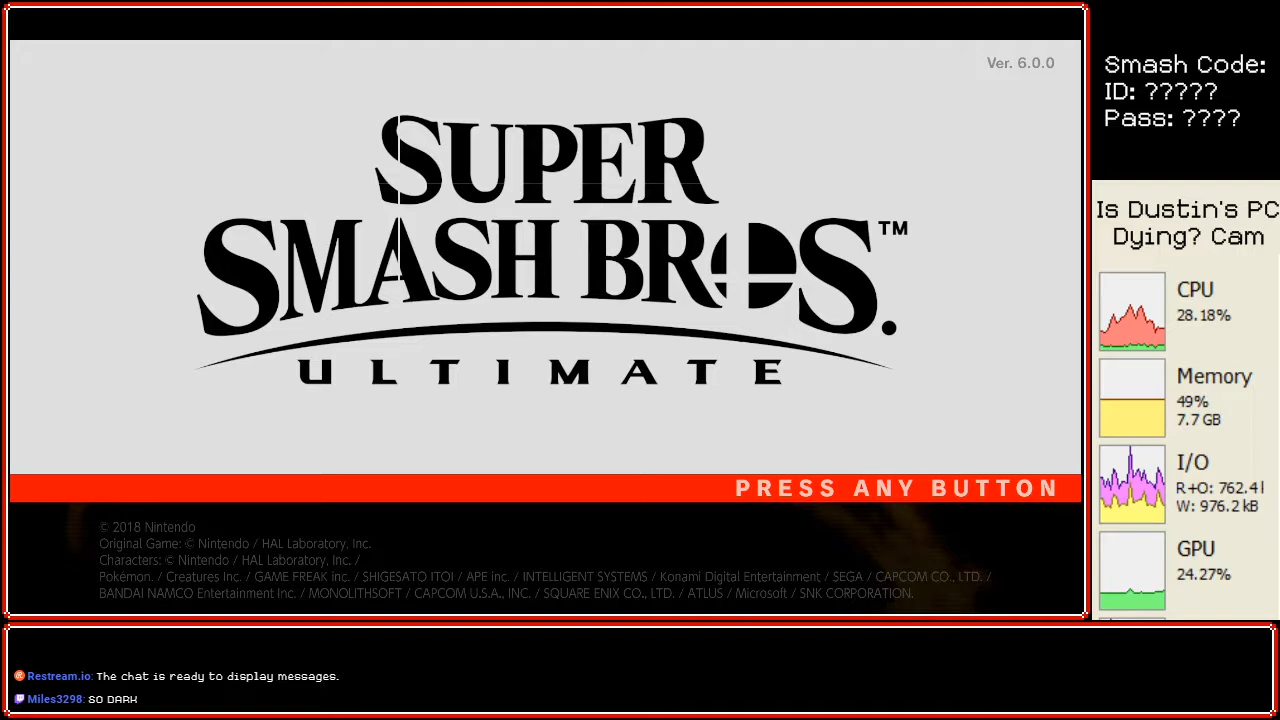 Ver. 6.0.0
SUPER
SMASH BROS.™
ULTIMATE
PRESS ANY BUTTON
© 2018 Nintendo
Original Game: © Nintendo / HAL Laboratory, Inc.
Characters: © Nintendo / HAL Laboratory, Inc. /
Pokémon. / Creatures Inc. / GAME FREAK inc. / SHIGESATO ITOI / APE inc. / INTELLIGENT SYSTEMS / Konami Digital Entertainment / SEGA / CAPCOM CO., LTD. /
BANDAI NAMCO Entertainment Inc. / MONOLITHSOFT / CAPCOM U.S.A., INC. / SQUARE ENIX CO., LTD. / ATLUS / Microsoft / SNK CORPORATION.
Smash Code:
ID: ?????
Pass: ????
Is Dustin's PC
Dying? Cam
CPU
28.18%
Memory
49%
7.7 GB
I/O
R+O: 762.4
W: 976.2 kB
GPU
24.27%
Restream.io: The chat is ready to display messages.
Miles3298: SO DARK